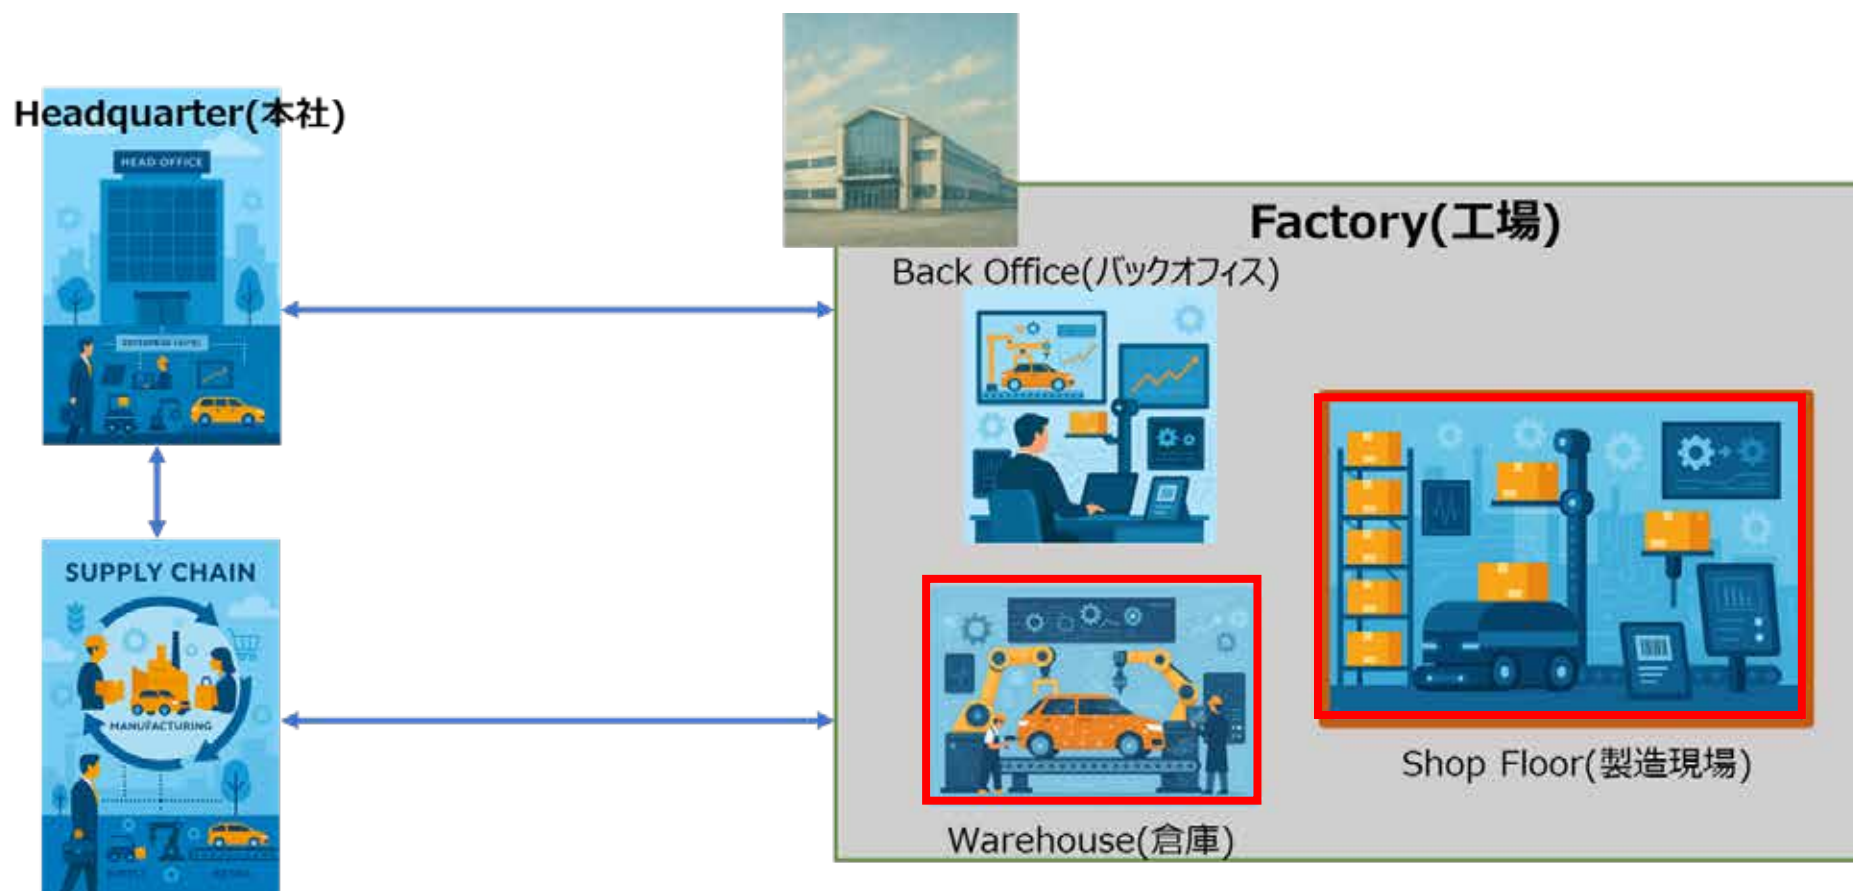 Headquarter(本社)
HEAD OFFICE
SUPPLY CHAIN
MANUFACTURING
Factory(工場)
Back Office(バックオフィス)
Warehouse(倉庫)
Shop Floor(製造現場)